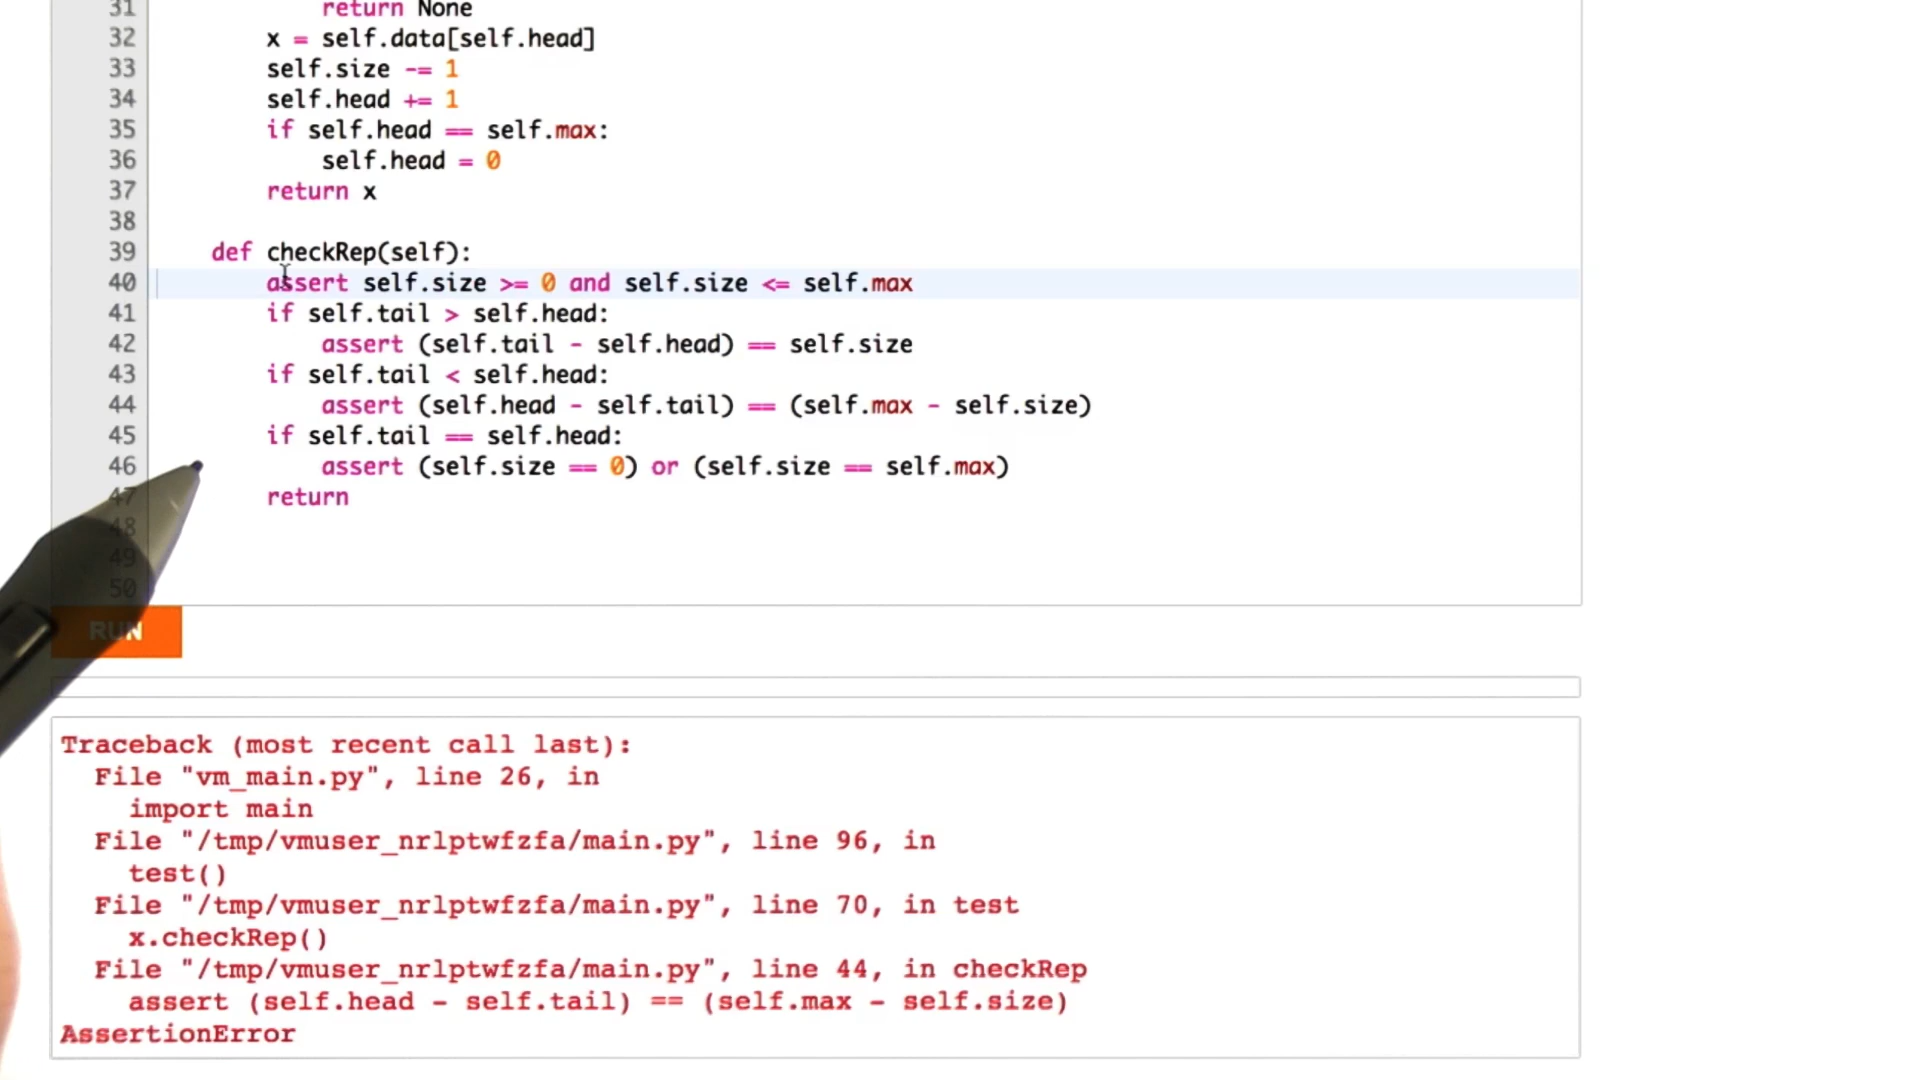 31 return None
32 x = self.data[self.head]
33 self.size -= 1
34 self.head += 1
35 if self.head == self.max:
36 self.head = 0
37 return x
38
39 def checkRep(self):
40 assert self.size >= 0 and self.size <= self.max
41 if self.tail > self.head:
42 assert (self.tail - self.head) == self.size
43 if self.tail < self.head:
44 assert (self.head - self.tail) == (self.max - self.size)
45 if self.tail == self.head:
46 assert (self.size == 0) or (self.size == self.max)
47 return
48
49
50
RUN
Traceback (most recent call last):
File "vm_main.py", line 26, in
import main
File "/tmp/vmuser_nrlptwfzfa/main.py", line 96, in
test()
File "/tmp/vmuser_nrlptwfzfa/main.py", line 70, in test
x.checkRep()
File "/tmp/vmuser_nrlptwfzfa/main.py", line 44, in checkRep
assert (self.head - self.tail) == (self.max - self.size)
AssertionError